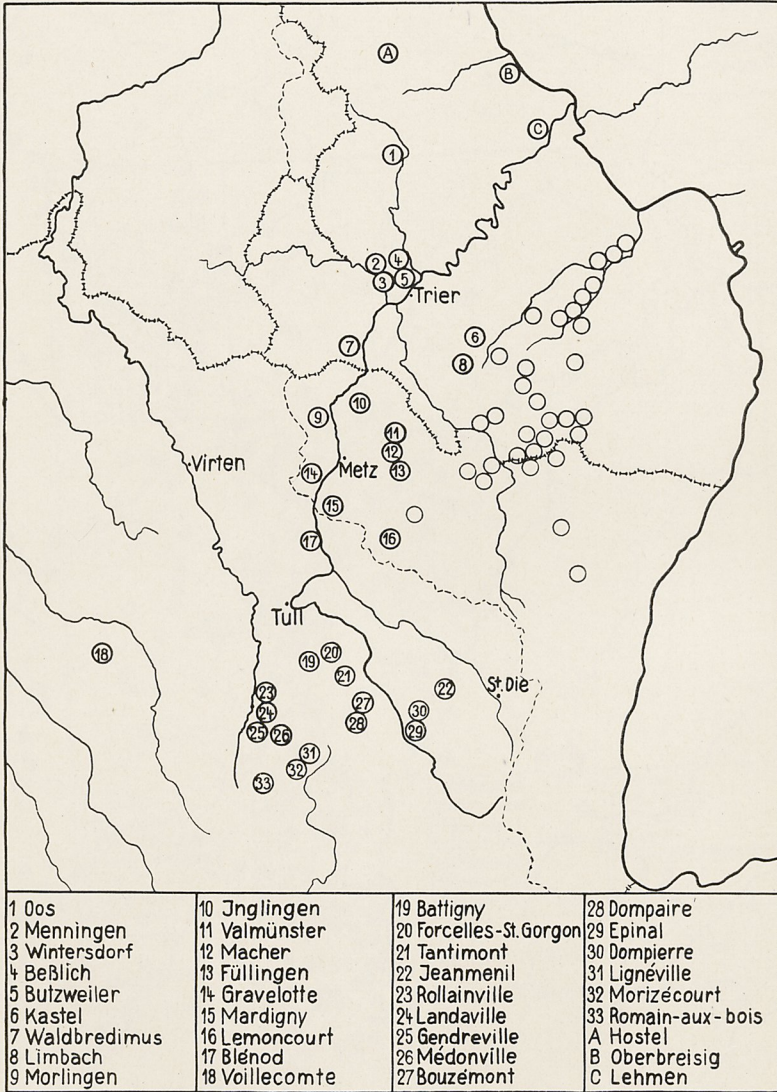 A
B
C
1
2
4
3
5
Trier
6
7
8
10
9
11
12
Virten
Metz
13
14
15
16
17
Tull
18
20
19
21
22
St. Die
23
27
24
30
28
25
26
29
31
32
33
1 Oos
2 Menningen
3 Wintersdorf
4 Beßlich
5 Butzweiler
6 Kastel
7 Waldbredimus
8 Limbach
9 Morlingen
10 Jnglingen
11 Valmünster
12 Macher
13 Füllingen
14 Gravelotte
15 Mardigny
16 Lemoncourt
17 Blénod
18 Voillecomte
19 Battigny
20 Forcelles-St.Gorgon
21 Tantimont
22 Jeanmenil
23 Rollainville
24 Landaville
25 Gendreville
26 Médonville
27 Bouzémont
28 Dompaire
29 Epinal
30 Dompierre
31 Lignéville
32 Morizécourt
33 Romain-aux-bois
A Hostel
B Oberbreisig
C Lehmen